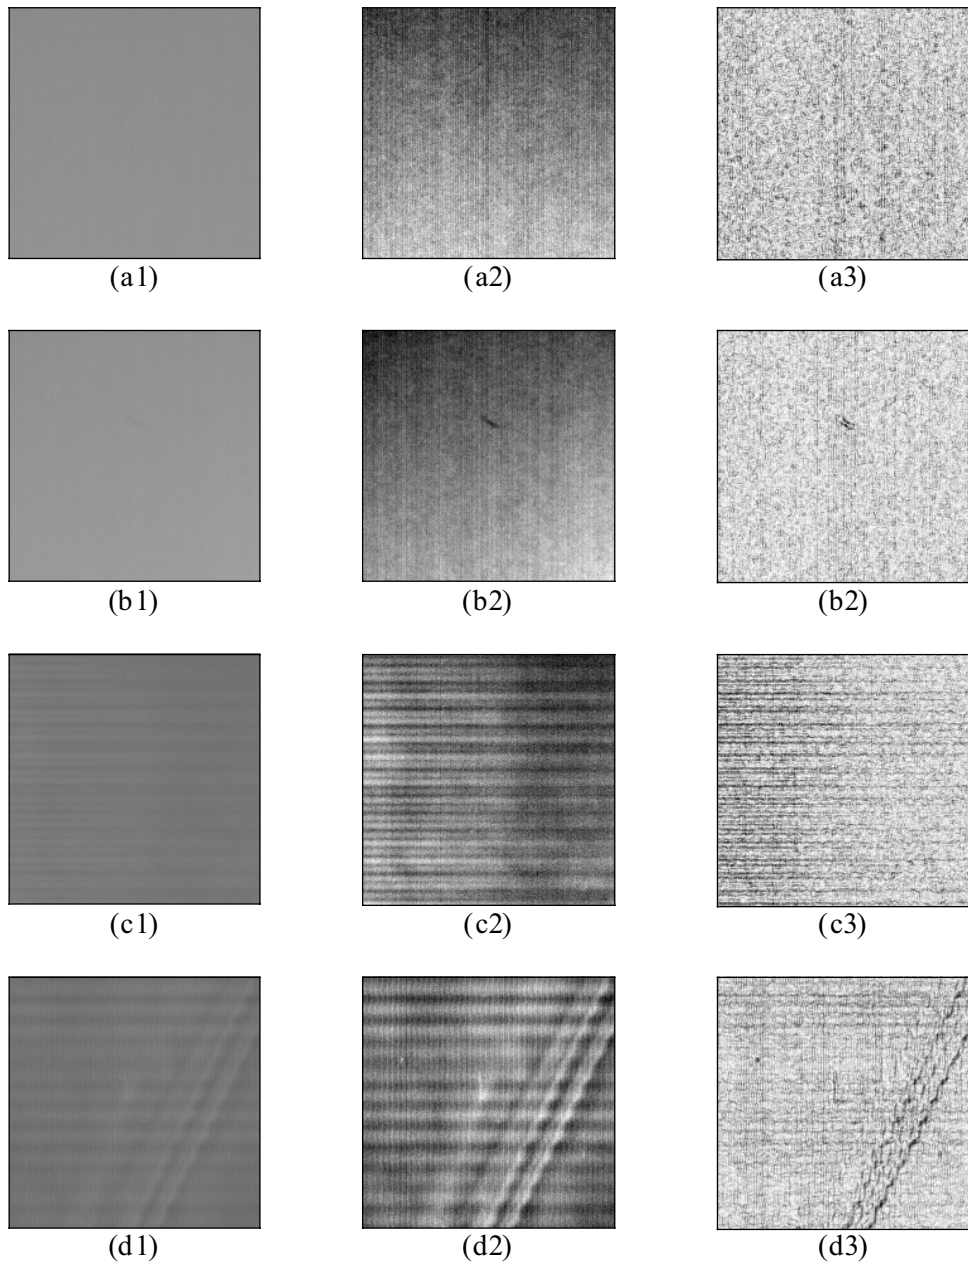 (a1) (a2) (a3)
(b1) (b2) (b2)
(c1) (c2) (c3)
(d1) (d2) (d3)